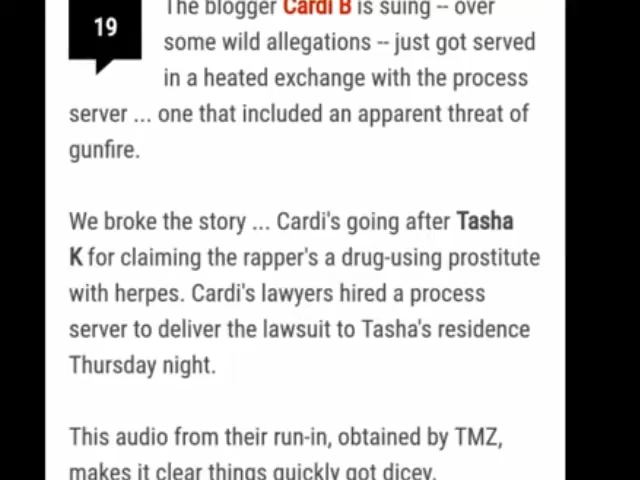 19
The blogger Cardi B is suing -- over
some wild allegations -- just got served
in a heated exchange with the process
server ... one that included an apparent threat of
gunfire.
We broke the story ... Cardi's going after Tasha
K for claiming the rapper's a drug-using prostitute
with herpes. Cardi's lawyers hired a process
server to deliver the lawsuit to Tasha's residence
Thursday night.
This audio from their run-in, obtained by TMZ,
makes it clear things quickly got dicey.